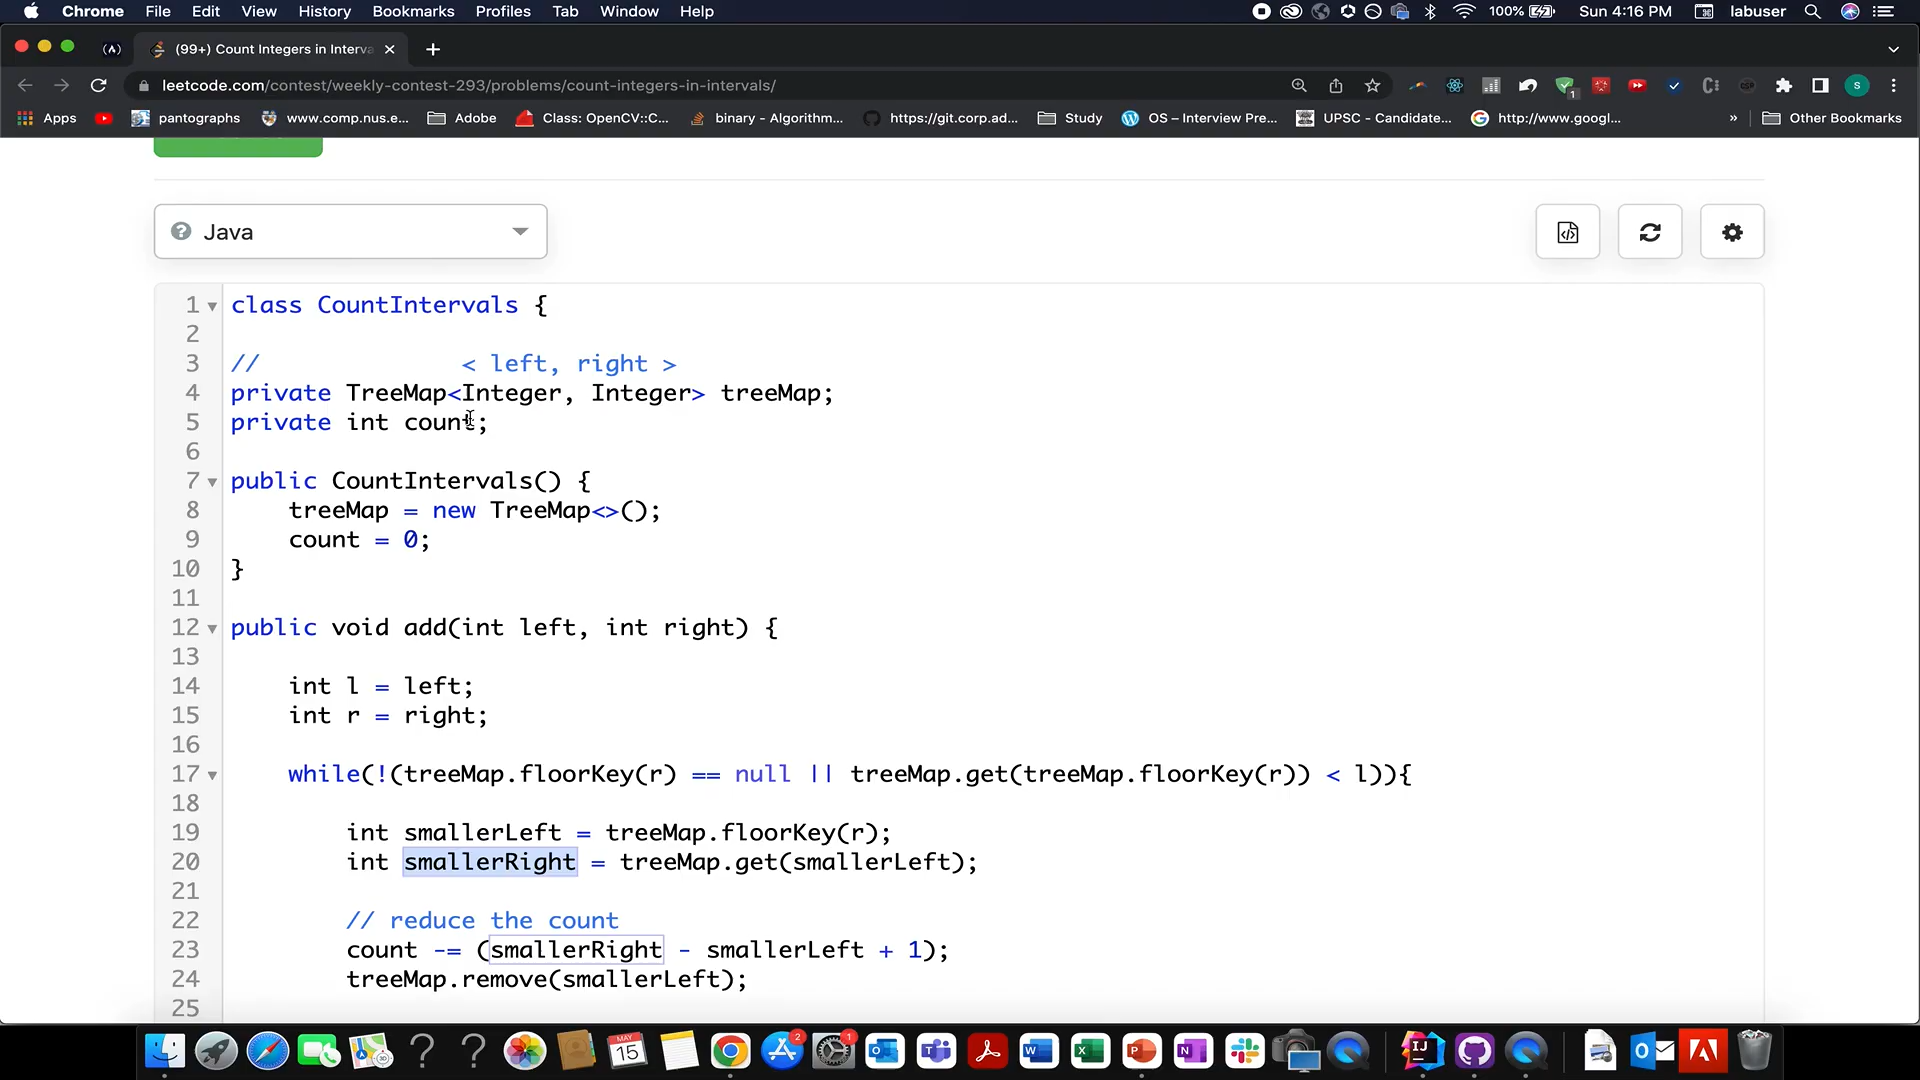 Chrome File Edit View History Bookmarks Profiles Tab Window Help 100% Sun 4:16 PM labuser
(99+) Count Integers in Interva
leetcode.com/contest/weekly-contest-293/problems/count-integers-in-intervals/
Apps pantographs www.comp.nus.e... Adobe Class: OpenCV::C... binary - Algorithm... https://git.corp.ad... Study OS – Interview Pre... UPSC - Candidate... http://www.googl... » Other Bookmarks
Java
1 class CountIntervals {
2
3 // < left, right >
4 private TreeMap<Integer, Integer> treeMap;
5 private int count;
6
7 public CountIntervals() {
8 treeMap = new TreeMap<>();
9 count = 0;
10 }
11
12 public void add(int left, int right) {
13
14 int l = left;
15 int r = right;
16
17 while(!(treeMap.floorKey(r) == null || treeMap.get(treeMap.floorKey(r)) < l)){
18
19 int smallerLeft = treeMap.floorKey(r);
20 int smallerRight = treeMap.get(smallerLeft);
21
22 // reduce the count
23 count -= (smallerRight - smallerLeft + 1);
24 treeMap.remove(smallerLeft);
25